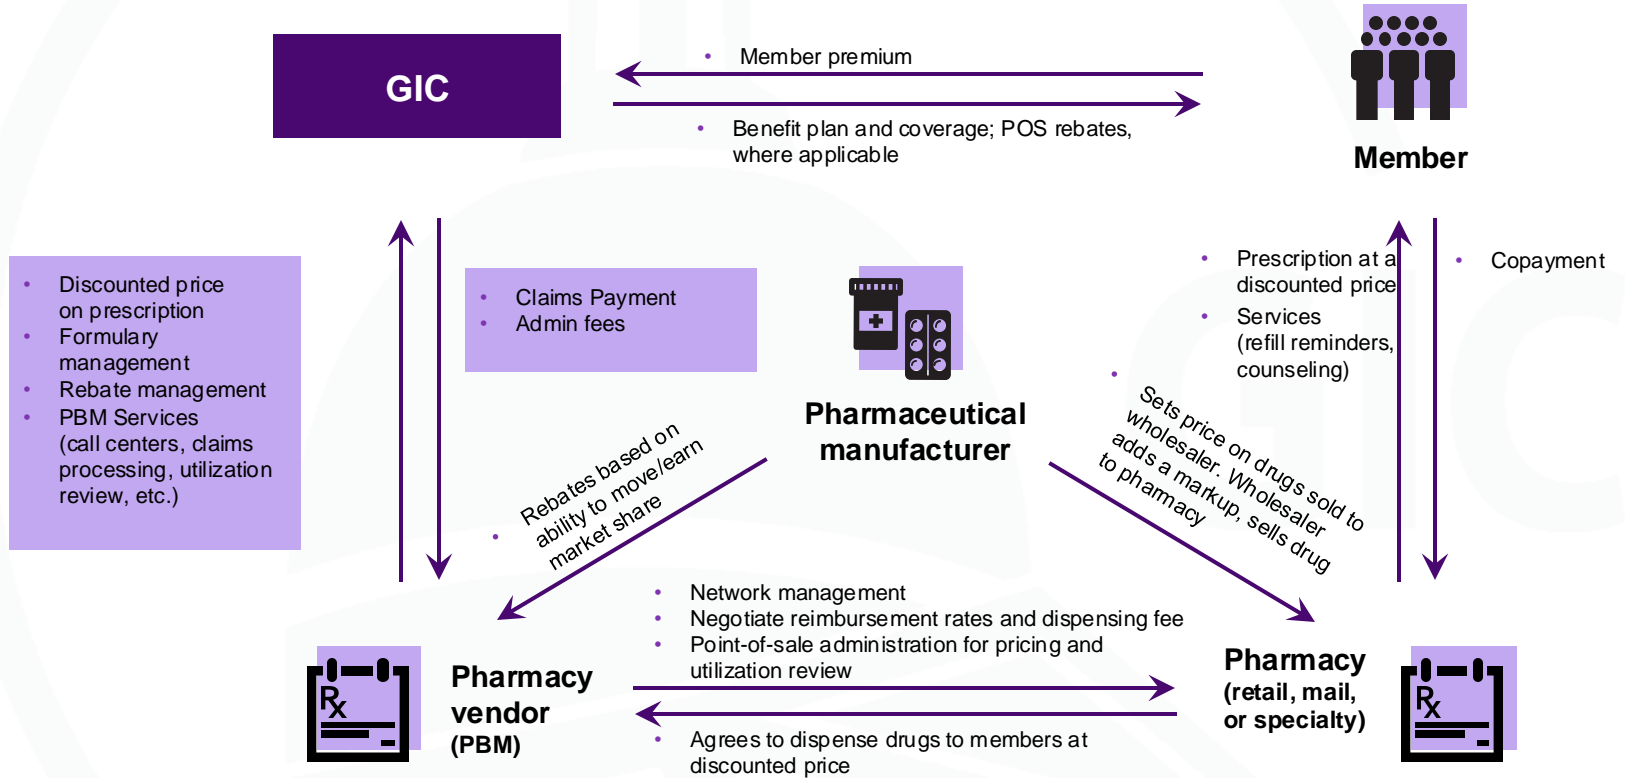 GIC
• Member premium
• Benefit plan and coverage; POS rebates,
where applicable
Member
• Discounted price
on prescription
• Formulary
management
• Rebate management
• PBM Services
(call centers, claims
processing, utilization
review, etc.)
• Claims Payment
• Admin fees
Pharmaceutical
manufacturer
• Prescription at a
discounted price
• Services
(refill reminders,
counseling)
• Copayment
• Rebates based on
ability to move/earn
market share
• Sets price on drugs sold to
wholesaler. Wholesaler
adds a markup, sells drug
to pharmacy
• Network management
• Negotiate reimbursement rates and dispensing fee
• Point-of-sale administration for pricing and
utilization review
• Agrees to dispense drugs to members at
discounted price
Rx
Pharmacy
vendor
(PBM)
Pharmacy
(retail, mail,
or specialty)
Rx
GIC